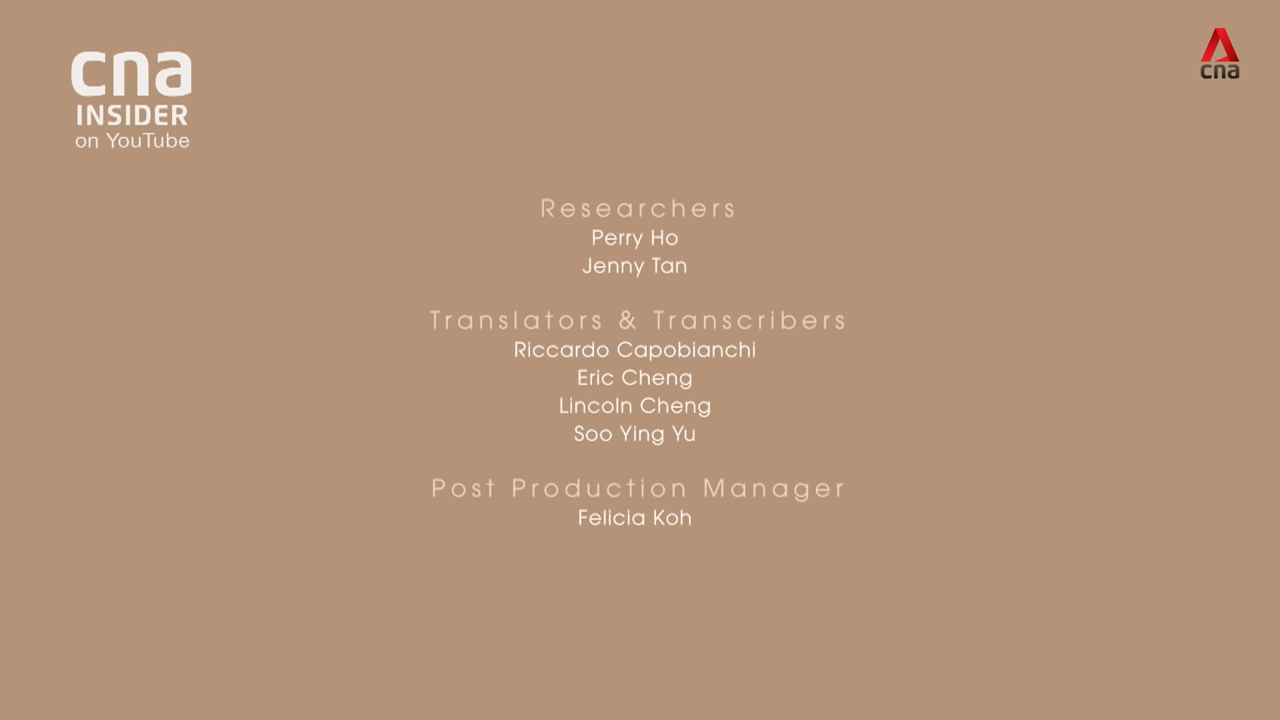 cna
INSIDER
on YouTube
cna
Researchers
Perry Ho
Jenny Tan
Translators & Transcribers
Riccardo Capobianchi
Eric Cheng
Lincoln Cheng
Soo Ying Yu
Post Production Manager
Felicia Koh